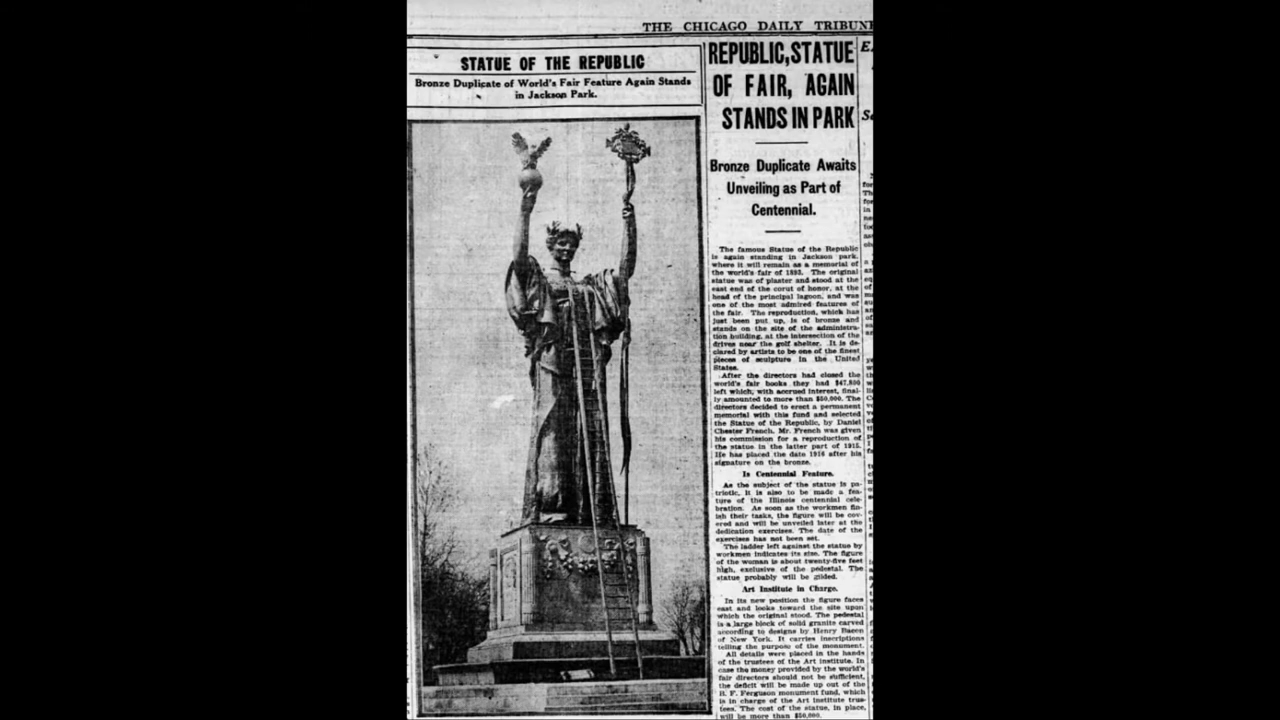 THE CHICAGO DAILY TRIBUNE
STATUE OF THE REPUBLIC
Bronze Duplicate of World's Fair Feature Again Stands
in Jackson Park.
REPUBLIC, STATUE
OF FAIR, AGAIN
STANDS IN PARK
Bronze Duplicate Awaits
Unveiling as Part of
Centennial.
The famous Statue of the Republic
is again standing in Jackson park,
where it will remain as a memorial of
the world's fair of 1893. The original
statue was of plaster and stood at the
east end of the corut of honor, at the
head of the principal lagoon, and was
one of the most admired features of
the fair. The reproduction, which has
just been put up, is of bronze and
stands on the site of the administra-
tion building, at the intersection of the
drives near the golf shelter. It is de-
clared by artists to be one of the finest
pieces of sculpture in the United
States.
After the directors had closed the
world's fair books they had $47,500
left which, with accrued interest, final-
ly amounted to more than $50,000. The
directors decided to erect a permanent
memorial with this fund and selected
the Statue of the Republic, by Daniel
Chester French. Mr. French was given
his commission for a reproduction of
the statue in the latter part of 1915.
He has placed the date 1916 after his
signature on the bronze.
Is Centennial Feature.
As the subject of the statue is pa-
triotic, it is also to be made a fea-
ture of the Illinois centennial cele-
bration. As soon as the workmen fin-
ish their tasks, the figure will be cov-
ered and will be unveiled later at the
dedication exercises. The date of the
exercises has not been set.
The ladder left against the statue by
workmen indicates its size. The figure
of the woman is about twenty-five feet
high, exclusive of the pedestal. The
statue probably will be gilded.
Art Institute in Charge.
In its new position the figure faces
east and looks toward the site upon
which the original stood. The pedestal
is a large block of solid granite carved
according to designs by Henry Bacon
of New York. It carries inscriptions
telling the purpose of the monument.
All details were placed in the hands
of the trustees of the Art institute. In
case the money provided by the world's
fair directors should not be sufficient,
the deficit will be made up out of the
B. F. Ferguson monument fund, which
is in charge of the Art institute trus-
tees. The cost of the statue, in place,
will be more than $50,000.